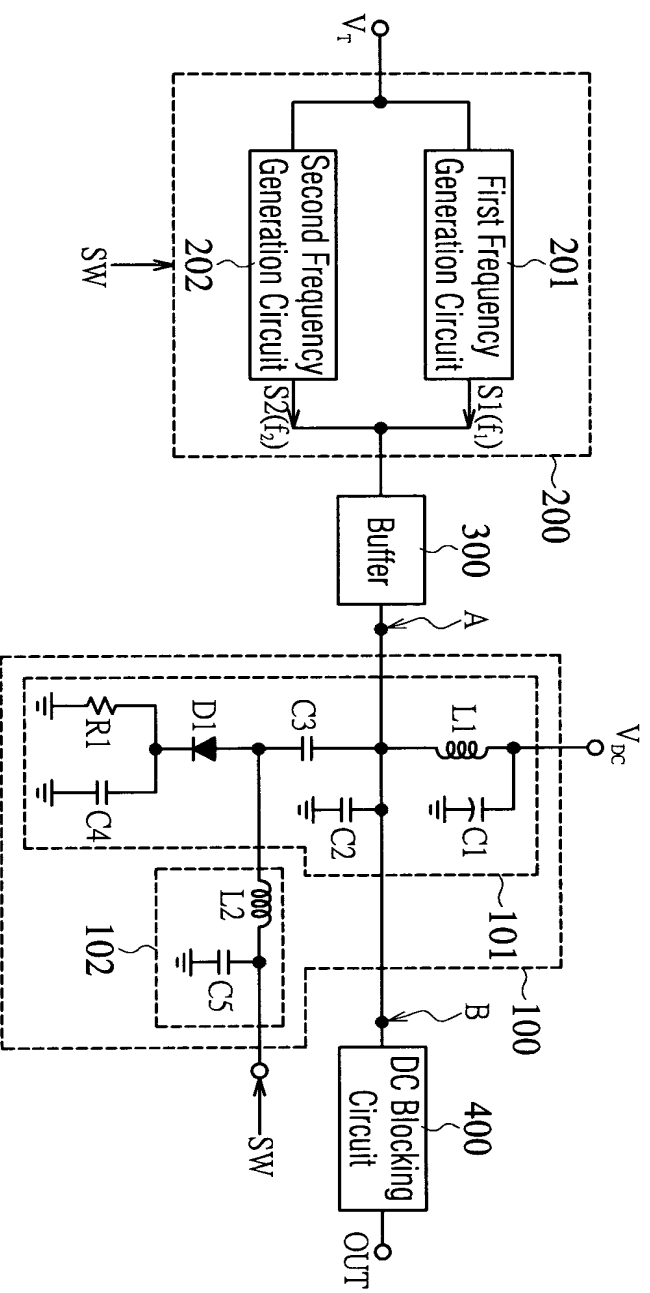 V_T
200
201
First Frequency
Generation Circuit
S1(f₁)
Second Frequency
Generation Circuit
S2(f₂)
202
SW
300
Buffer
A
V_DC
L1
C1
101
100
C3
C2
D1
R1
C4
L2
C5
102
SW
B
400
DC Blocking
Circuit
OUT